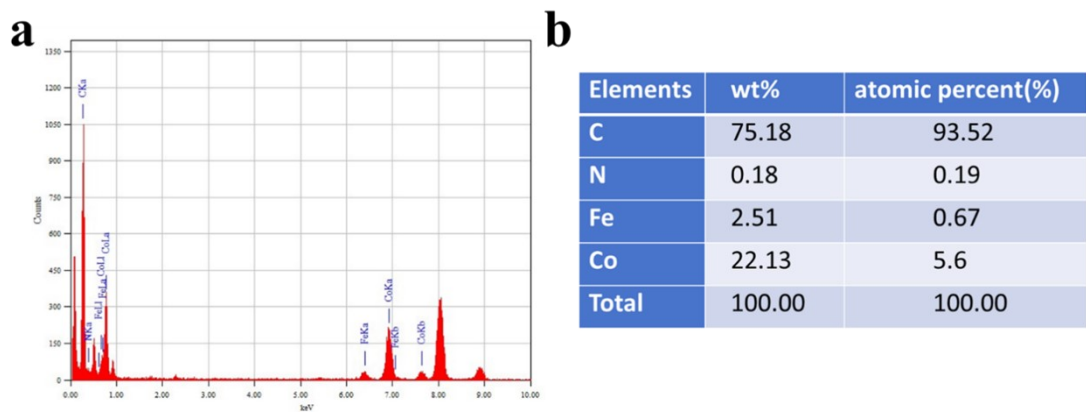 a
1350
1200
1050
900
750
600
450
300
150
0
Counts
0.00 1.00 2.00 3.00 4.00 5.00 6.00 7.00 8.00 9.00 10.00
keV
CKa
NKa
FeLl
FeLa
CoLl
CoLa
FeKa
CoKa
FeKb
CoKb
b
Elements wt% atomic percent(%)
C 75.18 93.52
N 0.18 0.19
Fe 2.51 0.67
Co 22.13 5.6
Total 100.00 100.00